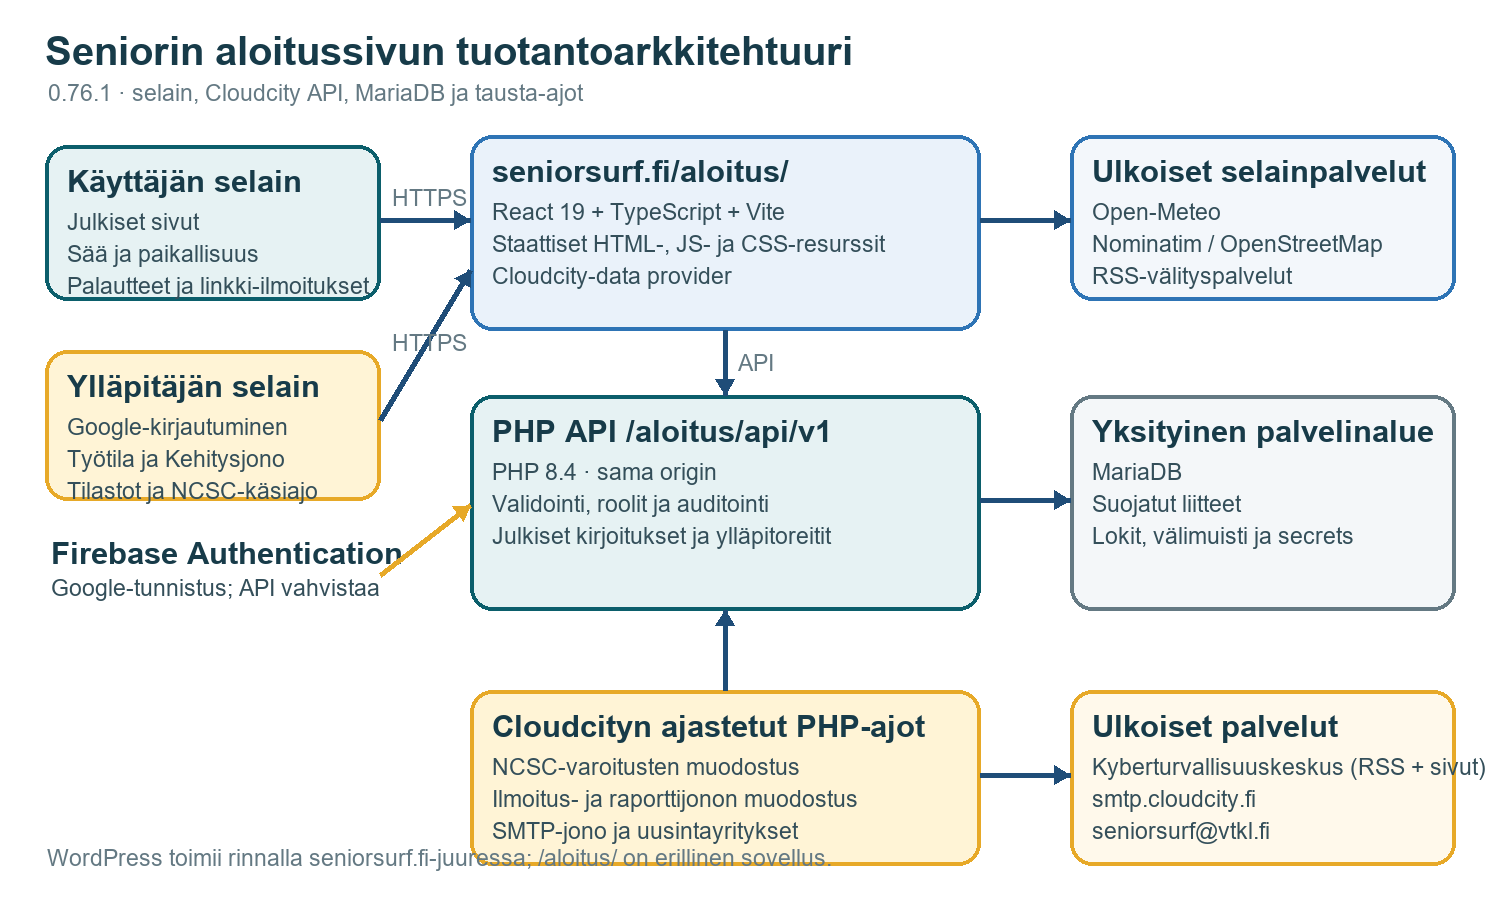 Seniorin aloitussivun tuotantoarkkitehtuuri
0.76.1 · selain, Cloudcity API, MariaDB ja tausta-ajot
Käyttäjän selain
Julkiset sivut
Sää ja paikallisuus
Palautteet ja linkki-ilmoitukset
HTTPS
seniorsurf.fi/aloitus/
React 19 + TypeScript + Vite
Staattiset HTML-, JS- ja CSS-resurssit
Cloudcity-data provider
Ulkoiset selainpalvelut
Open-Meteo
Nominatim / OpenStreetMap
RSS-välityspalvelut
HTTPS
API
Ylläpitäjän selain
Google-kirjautuminen
Työtila ja Kehitysjono
Tilastot ja NCSC-käsiajo
PHP API /aloitus/api/v1
PHP 8.4 · sama origin
Validointi, roolit ja auditointi
Julkiset kirjoitukset ja ylläpitoreitit
Yksityinen palvelinalue
MariaDB
Suojatut liitteet
Lokit, välimuisti ja secrets
Firebase Authentication
Google-tunnistus; API vahvistaa
Cloudcityn ajastetut PHP-ajot
NCSC-varoitusten muodostus
Ilmoitus- ja raporttijonon muodostus
SMTP-jono ja uusintayritykset
Ulkoiset palvelut
Kyberturvallisuuskeskus (RSS + sivut)
smtp.cloudcity.fi
seniorsurf@vtkl.fi
WordPress toimii rinnalla seniorsurf.fi-juuressa; /aloitus/ on erillinen sovellus.